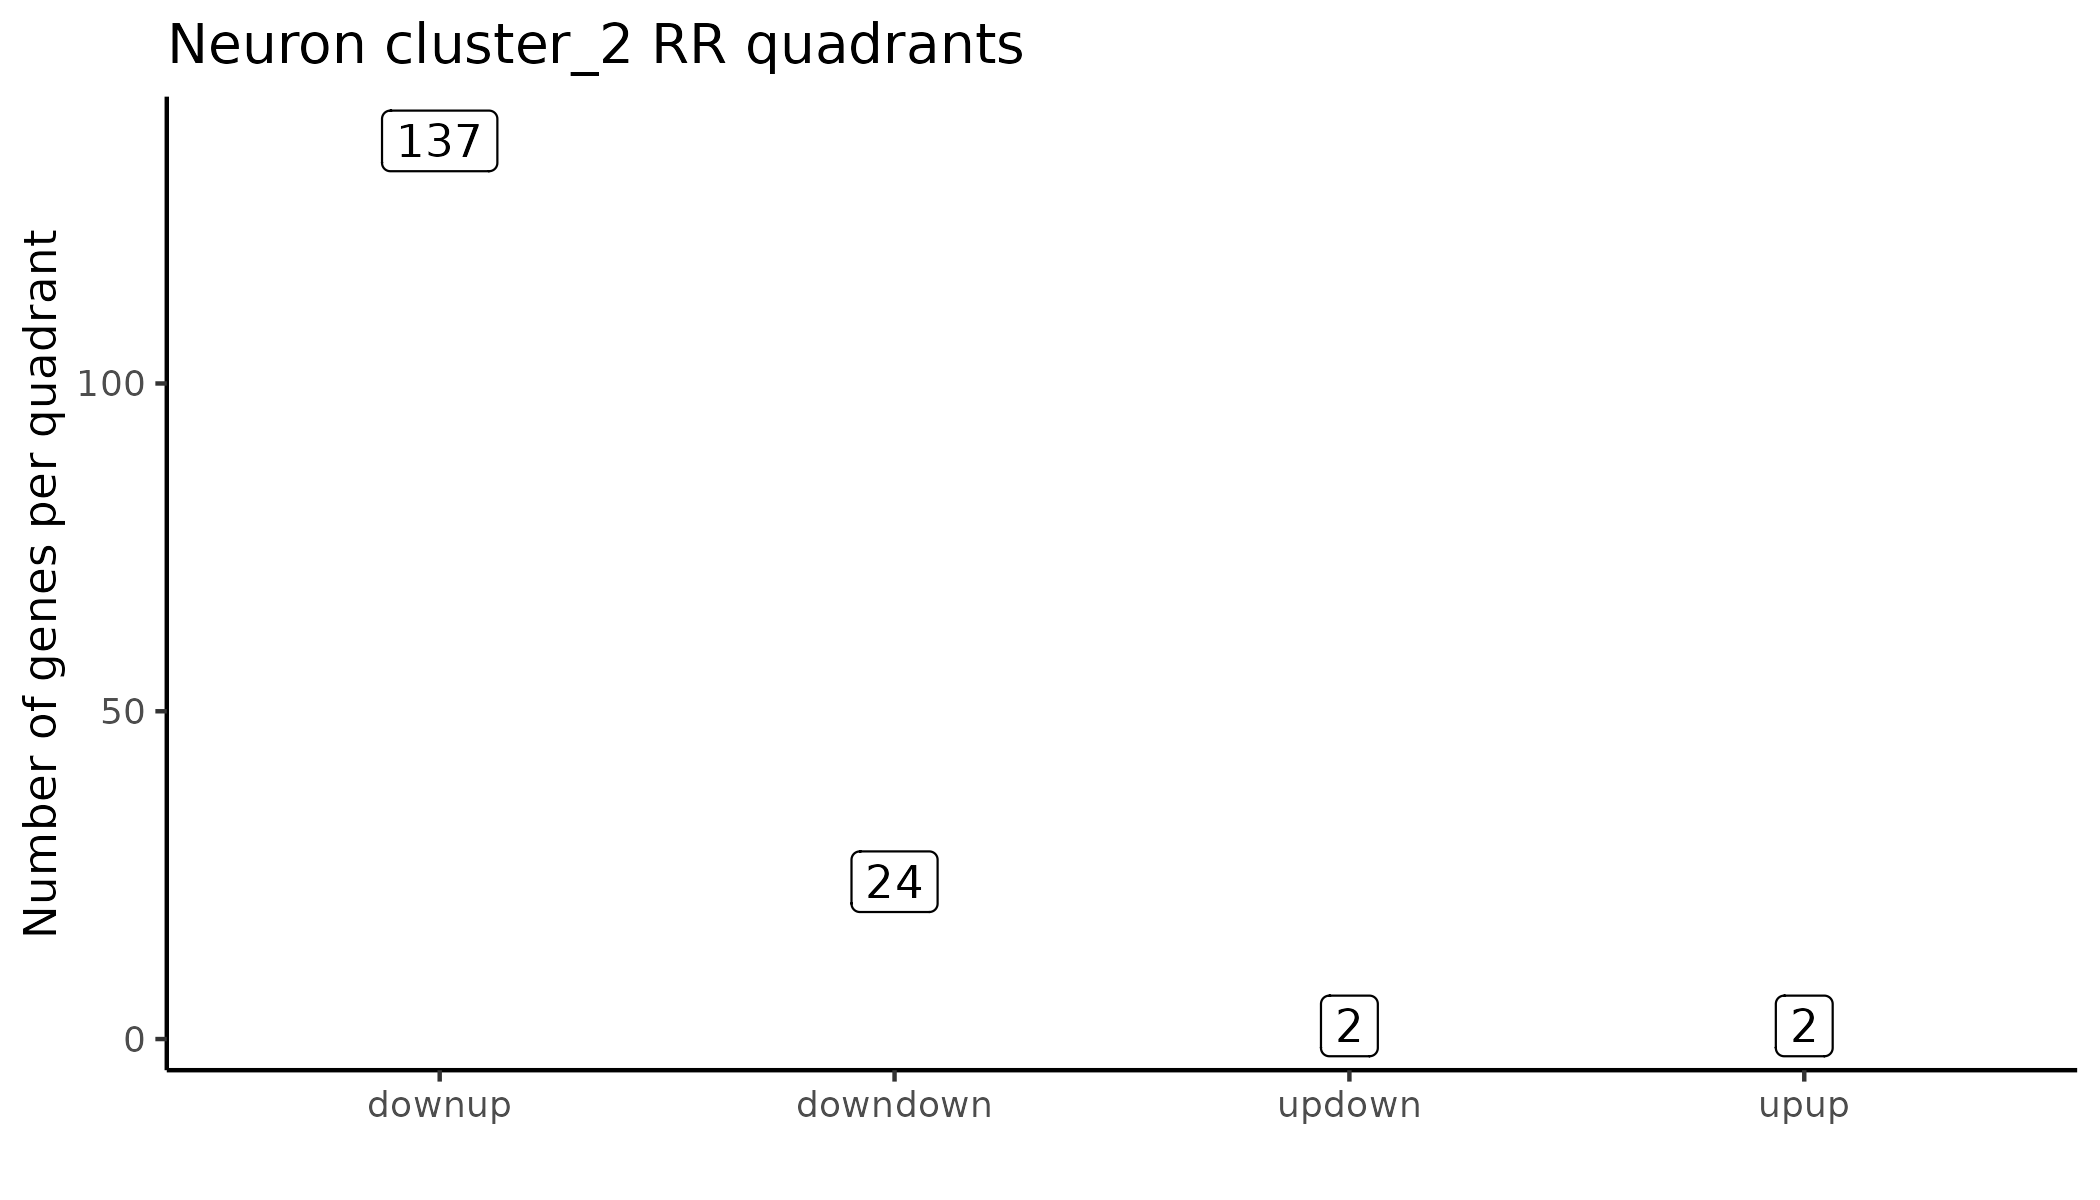 Neuron cluster_2 RR quadrants
Number of genes per quadrant
100
50
0
137
24
2
2
downup
downdown
updown
upup